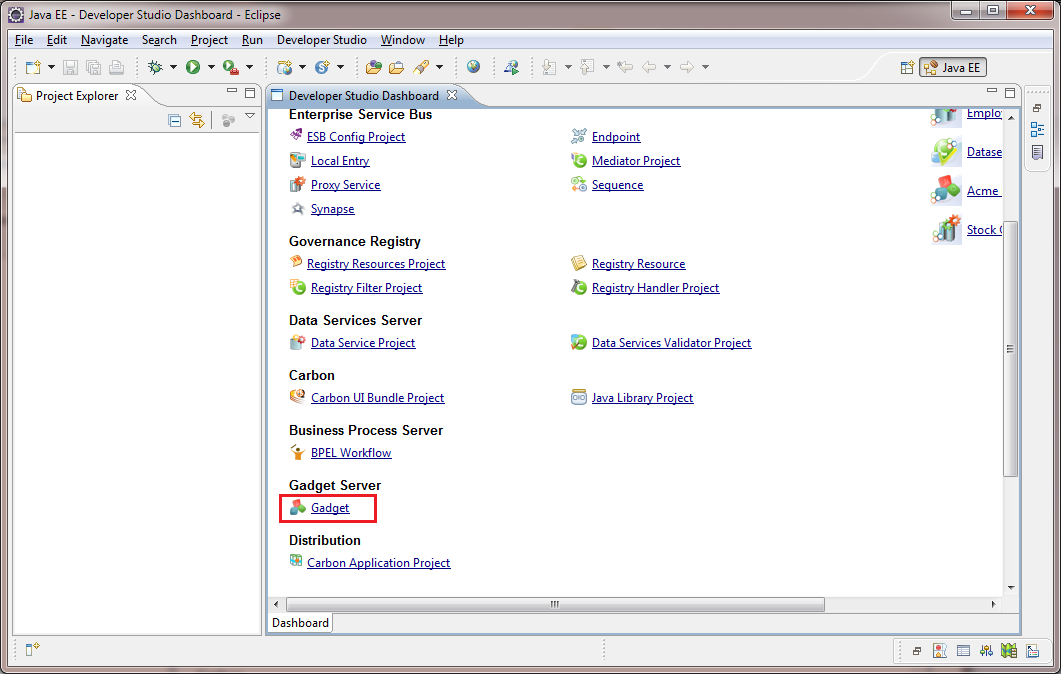 Java EE - Developer Studio Dashboard - Eclipse
File Edit Navigate Search Project Run Developer Studio Window Help
Java EE
Project Explorer
Developer Studio Dashboard
Enterprise Service Bus
ESB Config Project Endpoint
Local Entry Mediator Project
Proxy Service Sequence
Synapse
Governance Registry
Registry Resources Project Registry Resource
Registry Filter Project Registry Handler Project
Data Services Server
Data Service Project Data Services Validator Project
Carbon
Carbon UI Bundle Project Java Library Project
Business Process Server
BPEL Workflow
Gadget Server
Gadget
Distribution
Carbon Application Project
Emplo
Datase
Acme
Stock
Dashboard